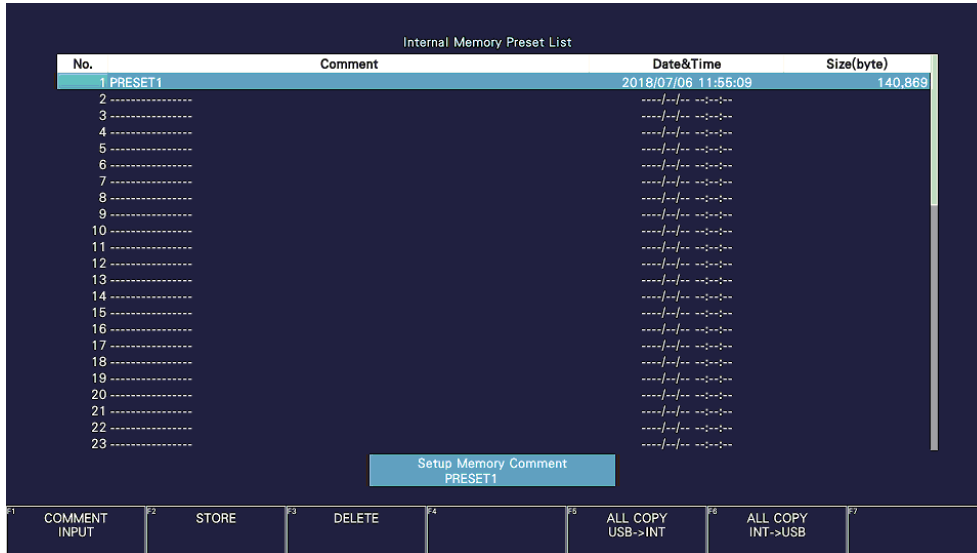 Internal Memory Preset List
No. Comment Date&Time Size(byte)
1 PRESET1 2018/07/06 11:55:09 140,869
2 ---------------- ----/--/-- --:--:--
3 ---------------- ----/--/-- --:--:--
4 ---------------- ----/--/-- --:--:--
5 ---------------- ----/--/-- --:--:--
6 ---------------- ----/--/-- --:--:--
7 ---------------- ----/--/-- --:--:--
8 ---------------- ----/--/-- --:--:--
9 ---------------- ----/--/-- --:--:--
10 ---------------- ----/--/-- --:--:--
11 ---------------- ----/--/-- --:--:--
12 ---------------- ----/--/-- --:--:--
13 ---------------- ----/--/-- --:--:--
14 ---------------- ----/--/-- --:--:--
15 ---------------- ----/--/-- --:--:--
16 ---------------- ----/--/-- --:--:--
17 ---------------- ----/--/-- --:--:--
18 ---------------- ----/--/-- --:--:--
19 ---------------- ----/--/-- --:--:--
20 ---------------- ----/--/-- --:--:--
21 ---------------- ----/--/-- --:--:--
22 ---------------- ----/--/-- --:--:--
23 ---------------- ----/--/-- --:--:--
Setup Memory Comment
PRESET1
F1 COMMENT
INPUT
F2 STORE
F3 DELETE
F4
F5 ALL COPY
USB->INT
F6 ALL COPY
INT->USB
F7